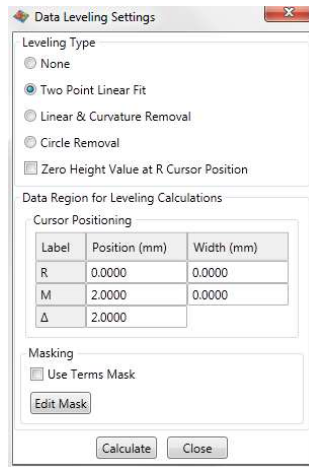 Data Leveling Settings
Leveling Type
None
Two Point Linear Fit
Linear & Curvature Removal
Circle Removal
Zero Height Value at R Cursor Position
Data Region for Leveling Calculations
Cursor Positioning
Label Position (mm) Width (mm)
R 0.0000 0.0000
M 2.0000 0.0000
Δ 2.0000
Masking
Use Terms Mask
Edit Mask
Calculate Close